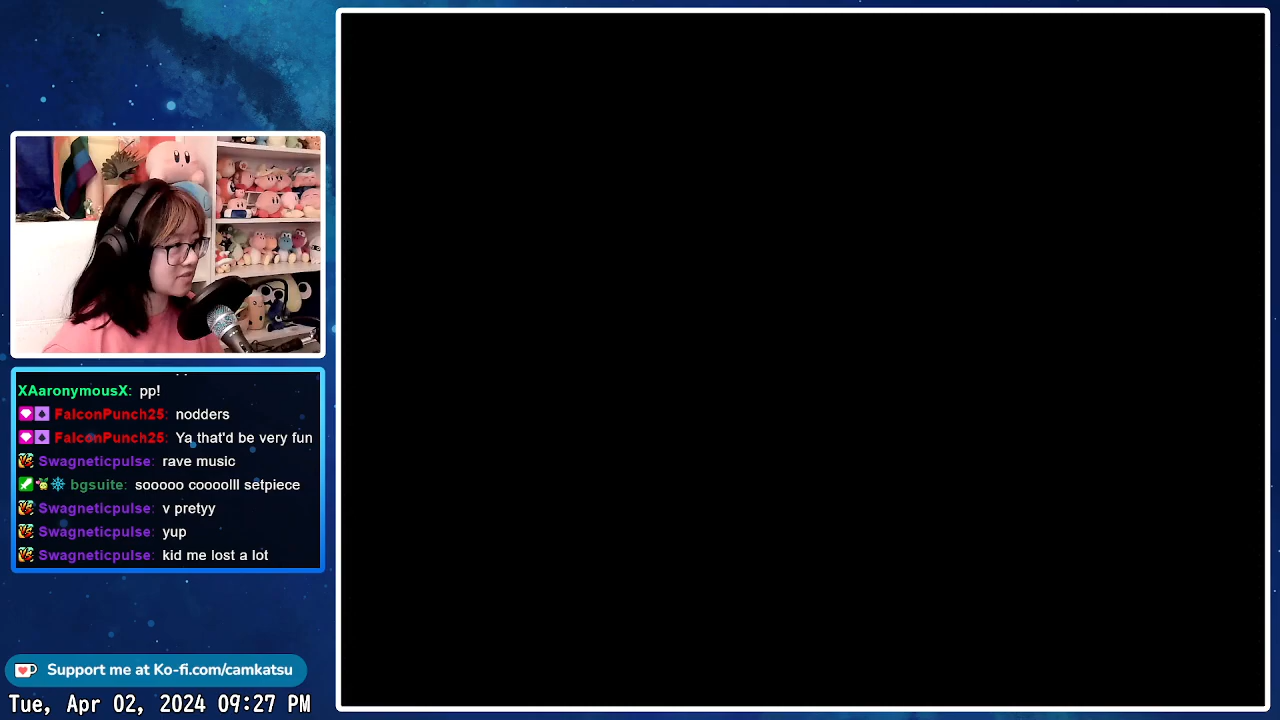 XAaronymousX: pp!
FalconPunch25: nodders
FalconPunch25: Ya that'd be very fun
Swagneticpulse: rave music
bgsuite: sooooo coooolll setpiece
Swagneticpulse: v pretyy
Swagneticpulse: yup
Swagneticpulse: kid me lost a lot
Support me at Ko-fi.com/camkatsu
Tue, Apr 02, 2024 09:27 PM